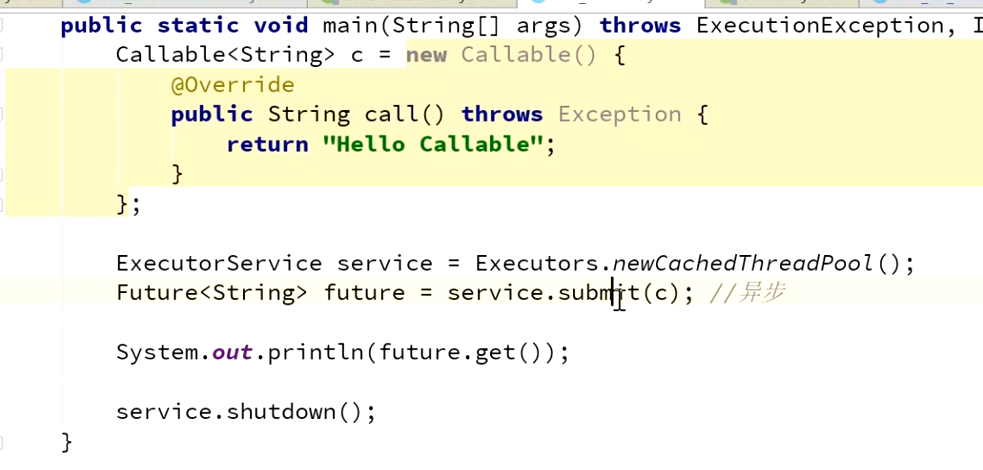 public static void main(String[] args) throws ExecutionException, I
Callable<String> c = new Callable() {
@Override
public String call() throws Exception {
return "Hello Callable";
}
};
ExecutorService service = Executors.newCachedThreadPool();
Future<String> future = service.submit(c); //异步
System.out.println(future.get());
service.shutdown();
}